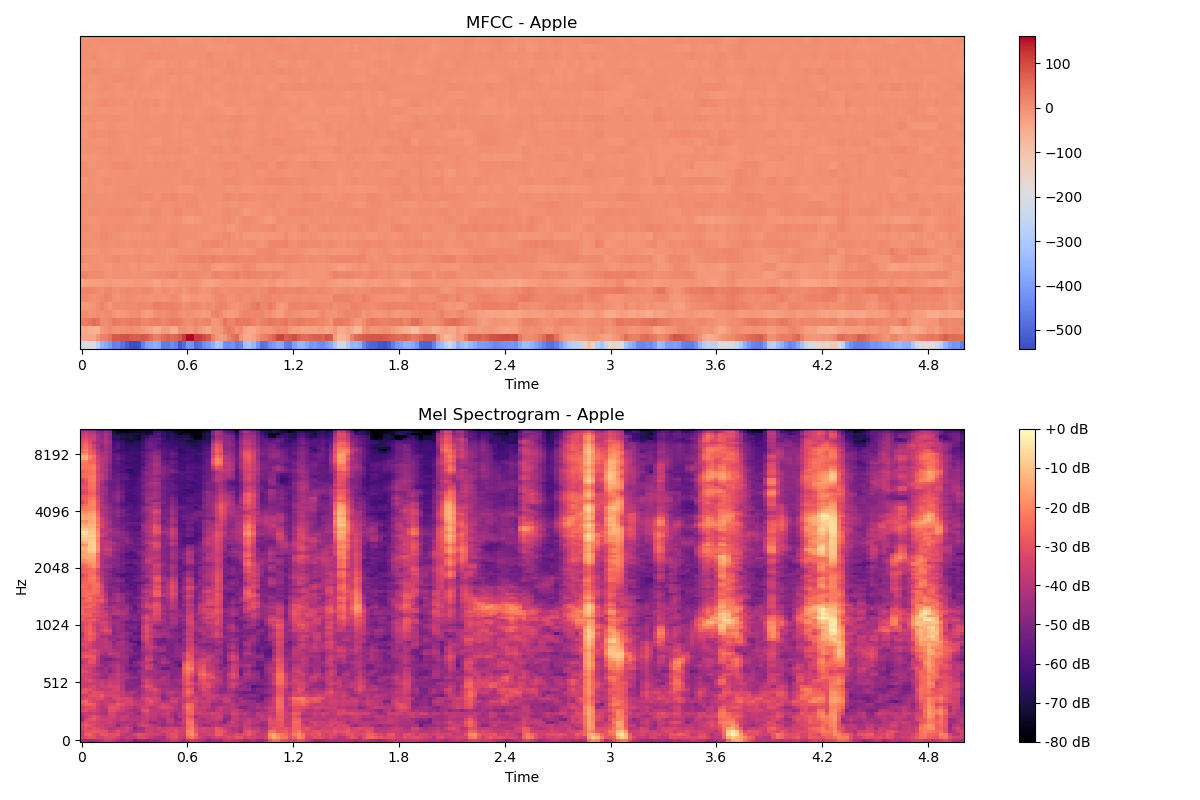 MFCC - Apple
100
0
−100
−200
−300
−400
−500
0 0.6 1.2 1.8 2.4 3 3.6 4.2 4.8
Time
Mel Spectrogram - Apple
Hz
8192
4096
2048
1024
512
0
+0 dB
-10 dB
-20 dB
-30 dB
-40 dB
-50 dB
-60 dB
-70 dB
-80 dB
0 0.6 1.2 1.8 2.4 3 3.6 4.2 4.8
Time